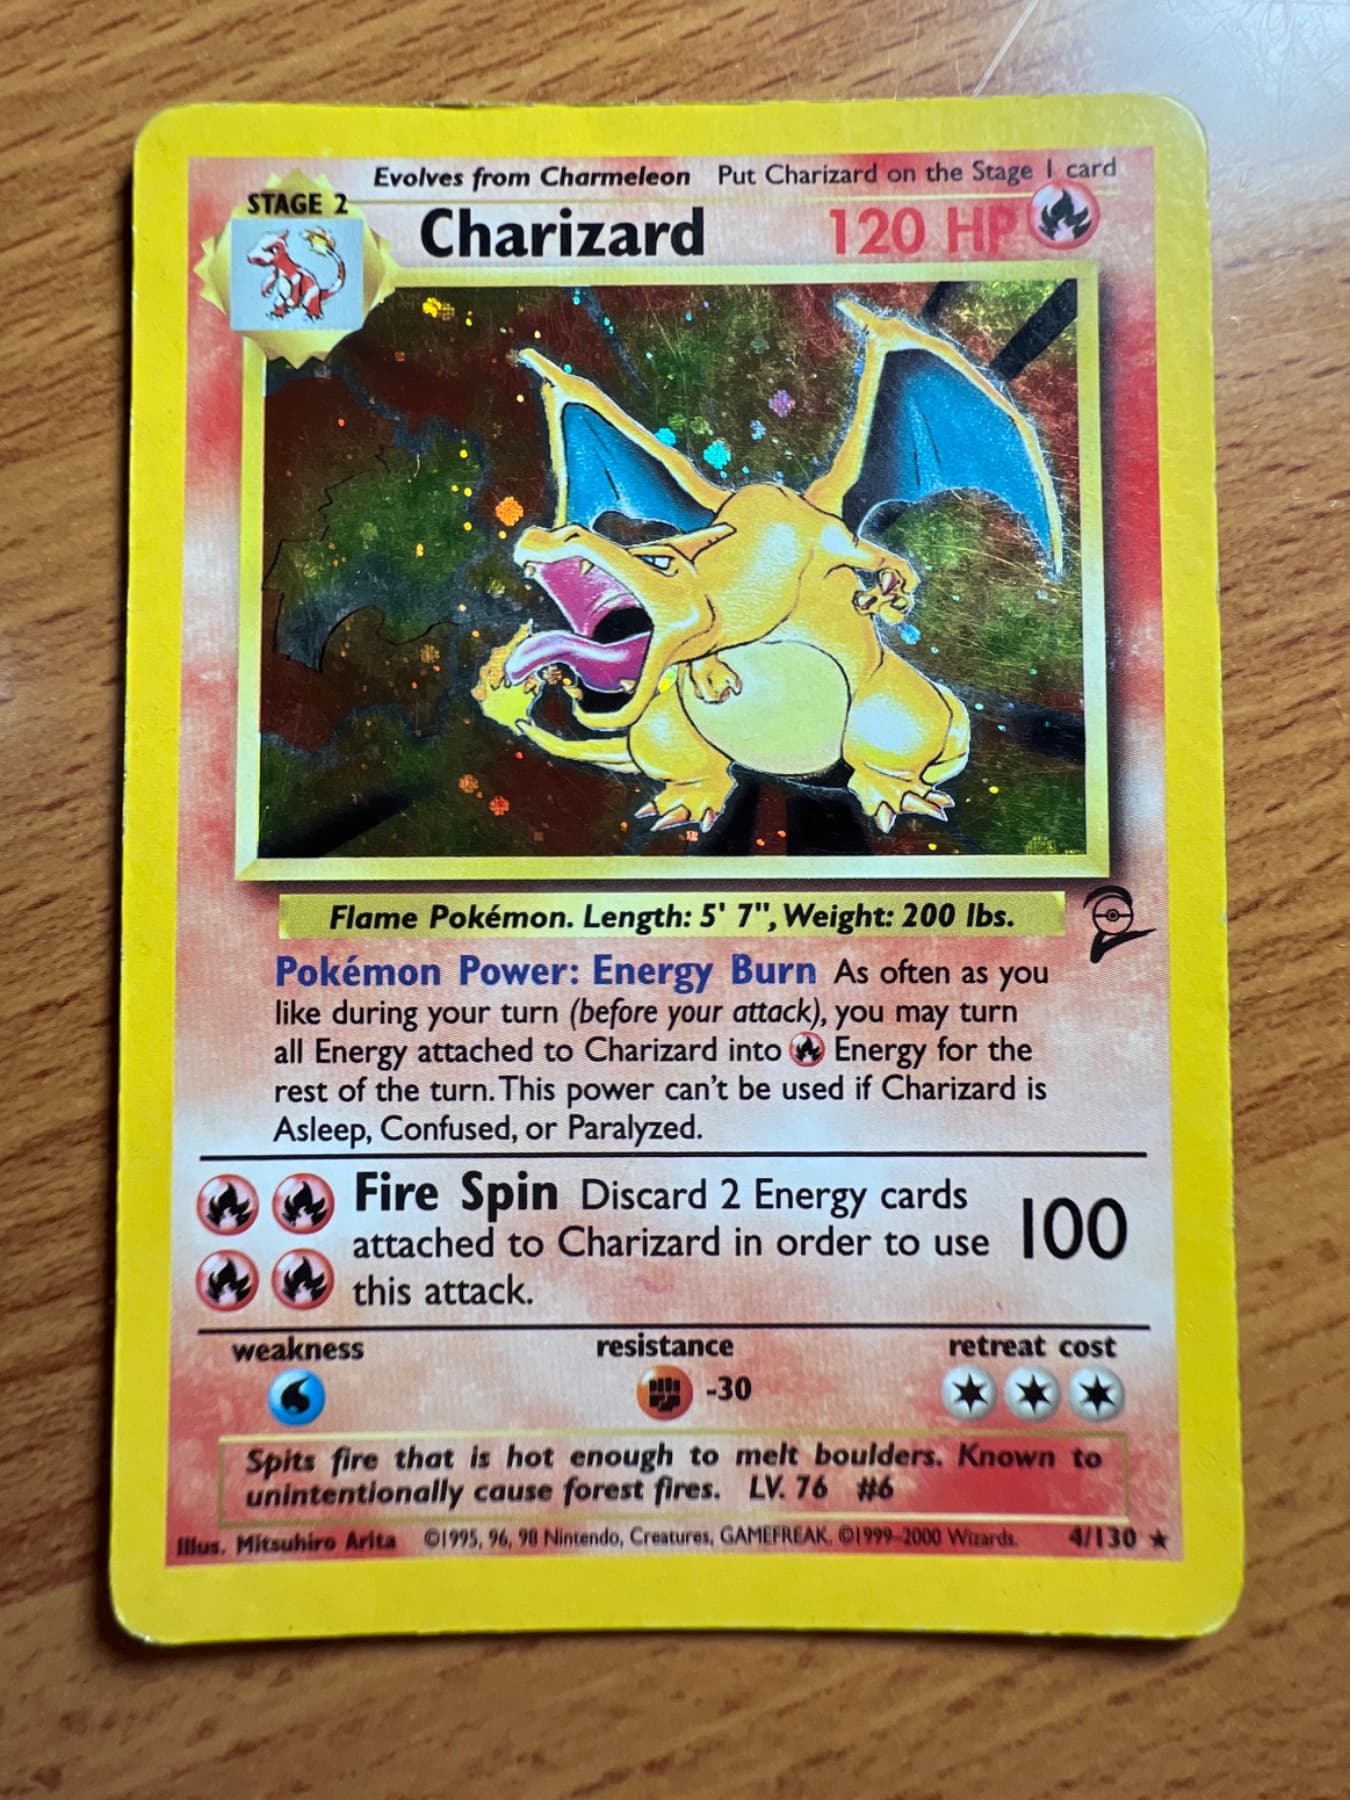 Evolves from Charmeleon Put Charizard on the Stage 1 card
STAGE 2
Charizard 120 HP
Flame Pokémon. Length: 5' 7", Weight: 200 lbs.
Pokémon Power: Energy Burn As often as you
like during your turn (before your attack), you may turn
all Energy attached to Charizard into Energy for the
rest of the turn. This power can't be used if Charizard is
Asleep, Confused, or Paralyzed.
Fire Spin Discard 2 Energy cards
attached to Charizard in order to use
this attack.
100
weakness resistance retreat cost
-30
Spits fire that is hot enough to melt boulders. Known to
unintentionally cause forest fires. LV. 76 #6
Illus. Mitsuhiro Arita ©1995, 96, 98 Nintendo, Creatures, GAMEFREAK. ©1999-2000 Wizards. 4/130 ★